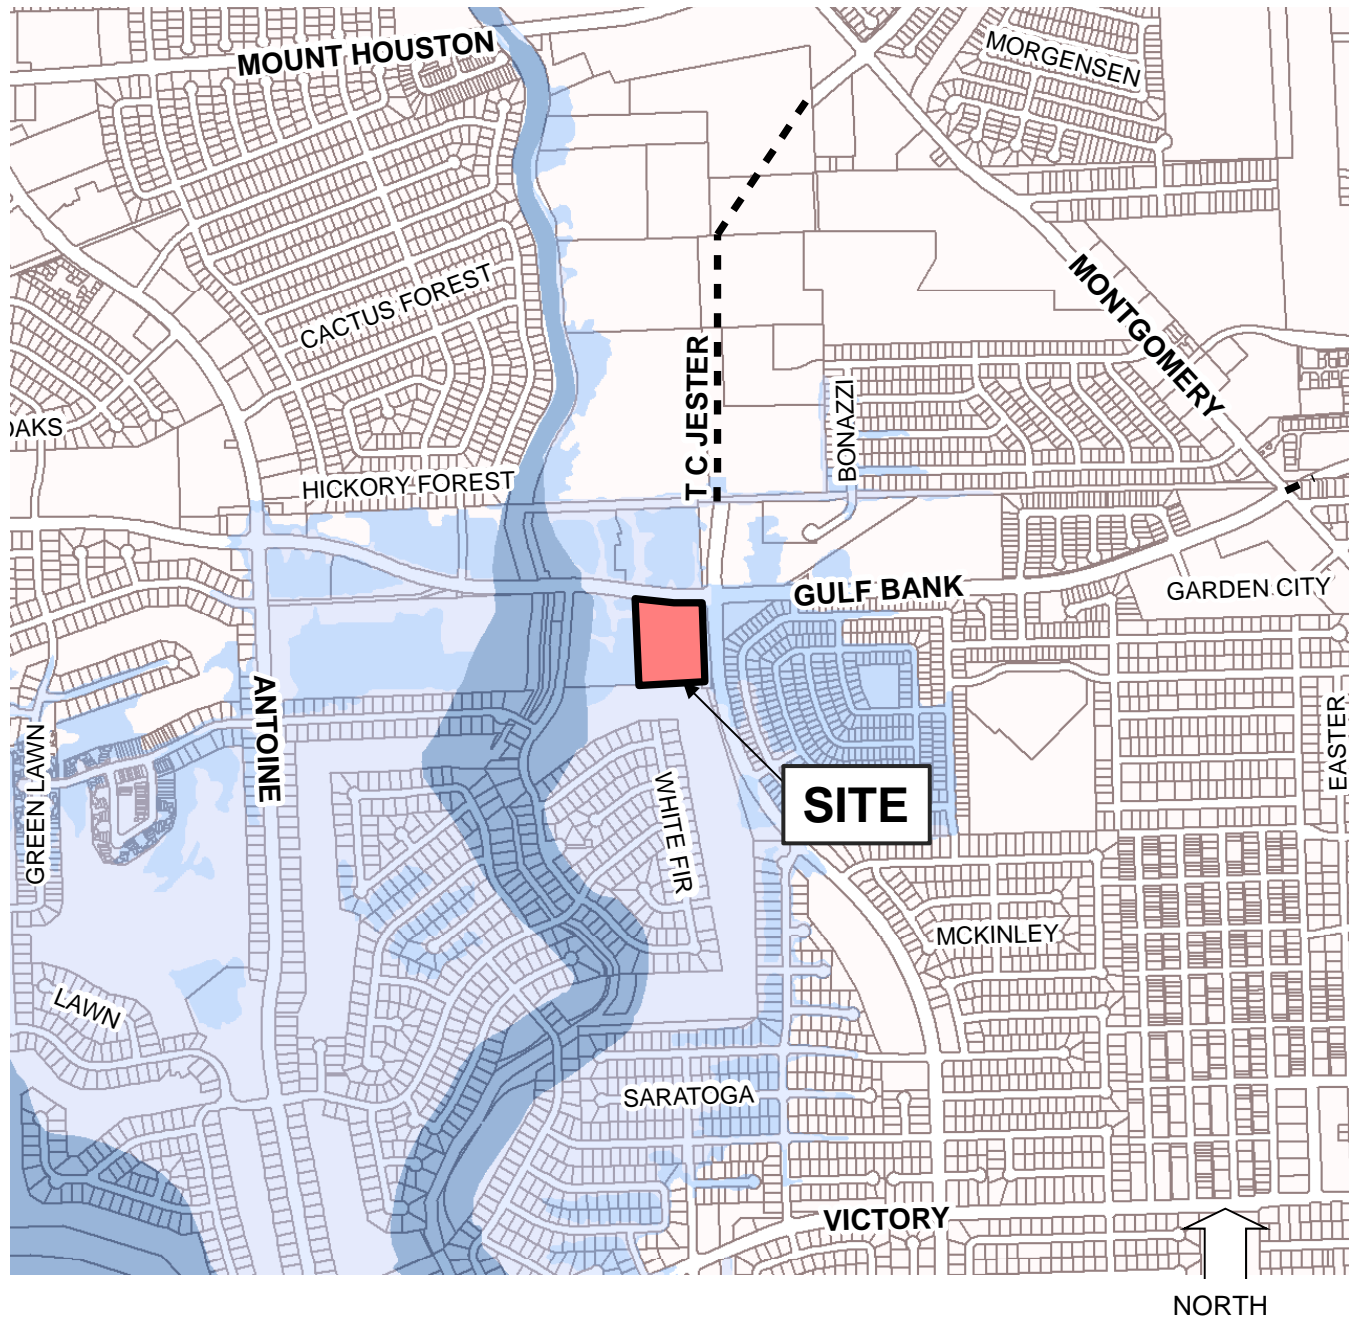 MOUNT HOUSTON
MORGENSEN
CACTUS FOREST
MONTGOMERY
T C JESTER
BONAZZI
OAKS
HICKORY FOREST
GULF BANK
GARDEN CITY
ANTOINE
GREEN LAWN
WHITE FIR
SITE
EASTER
MCKINLEY
LAWN
SARATOGA
VICTORY
NORTH